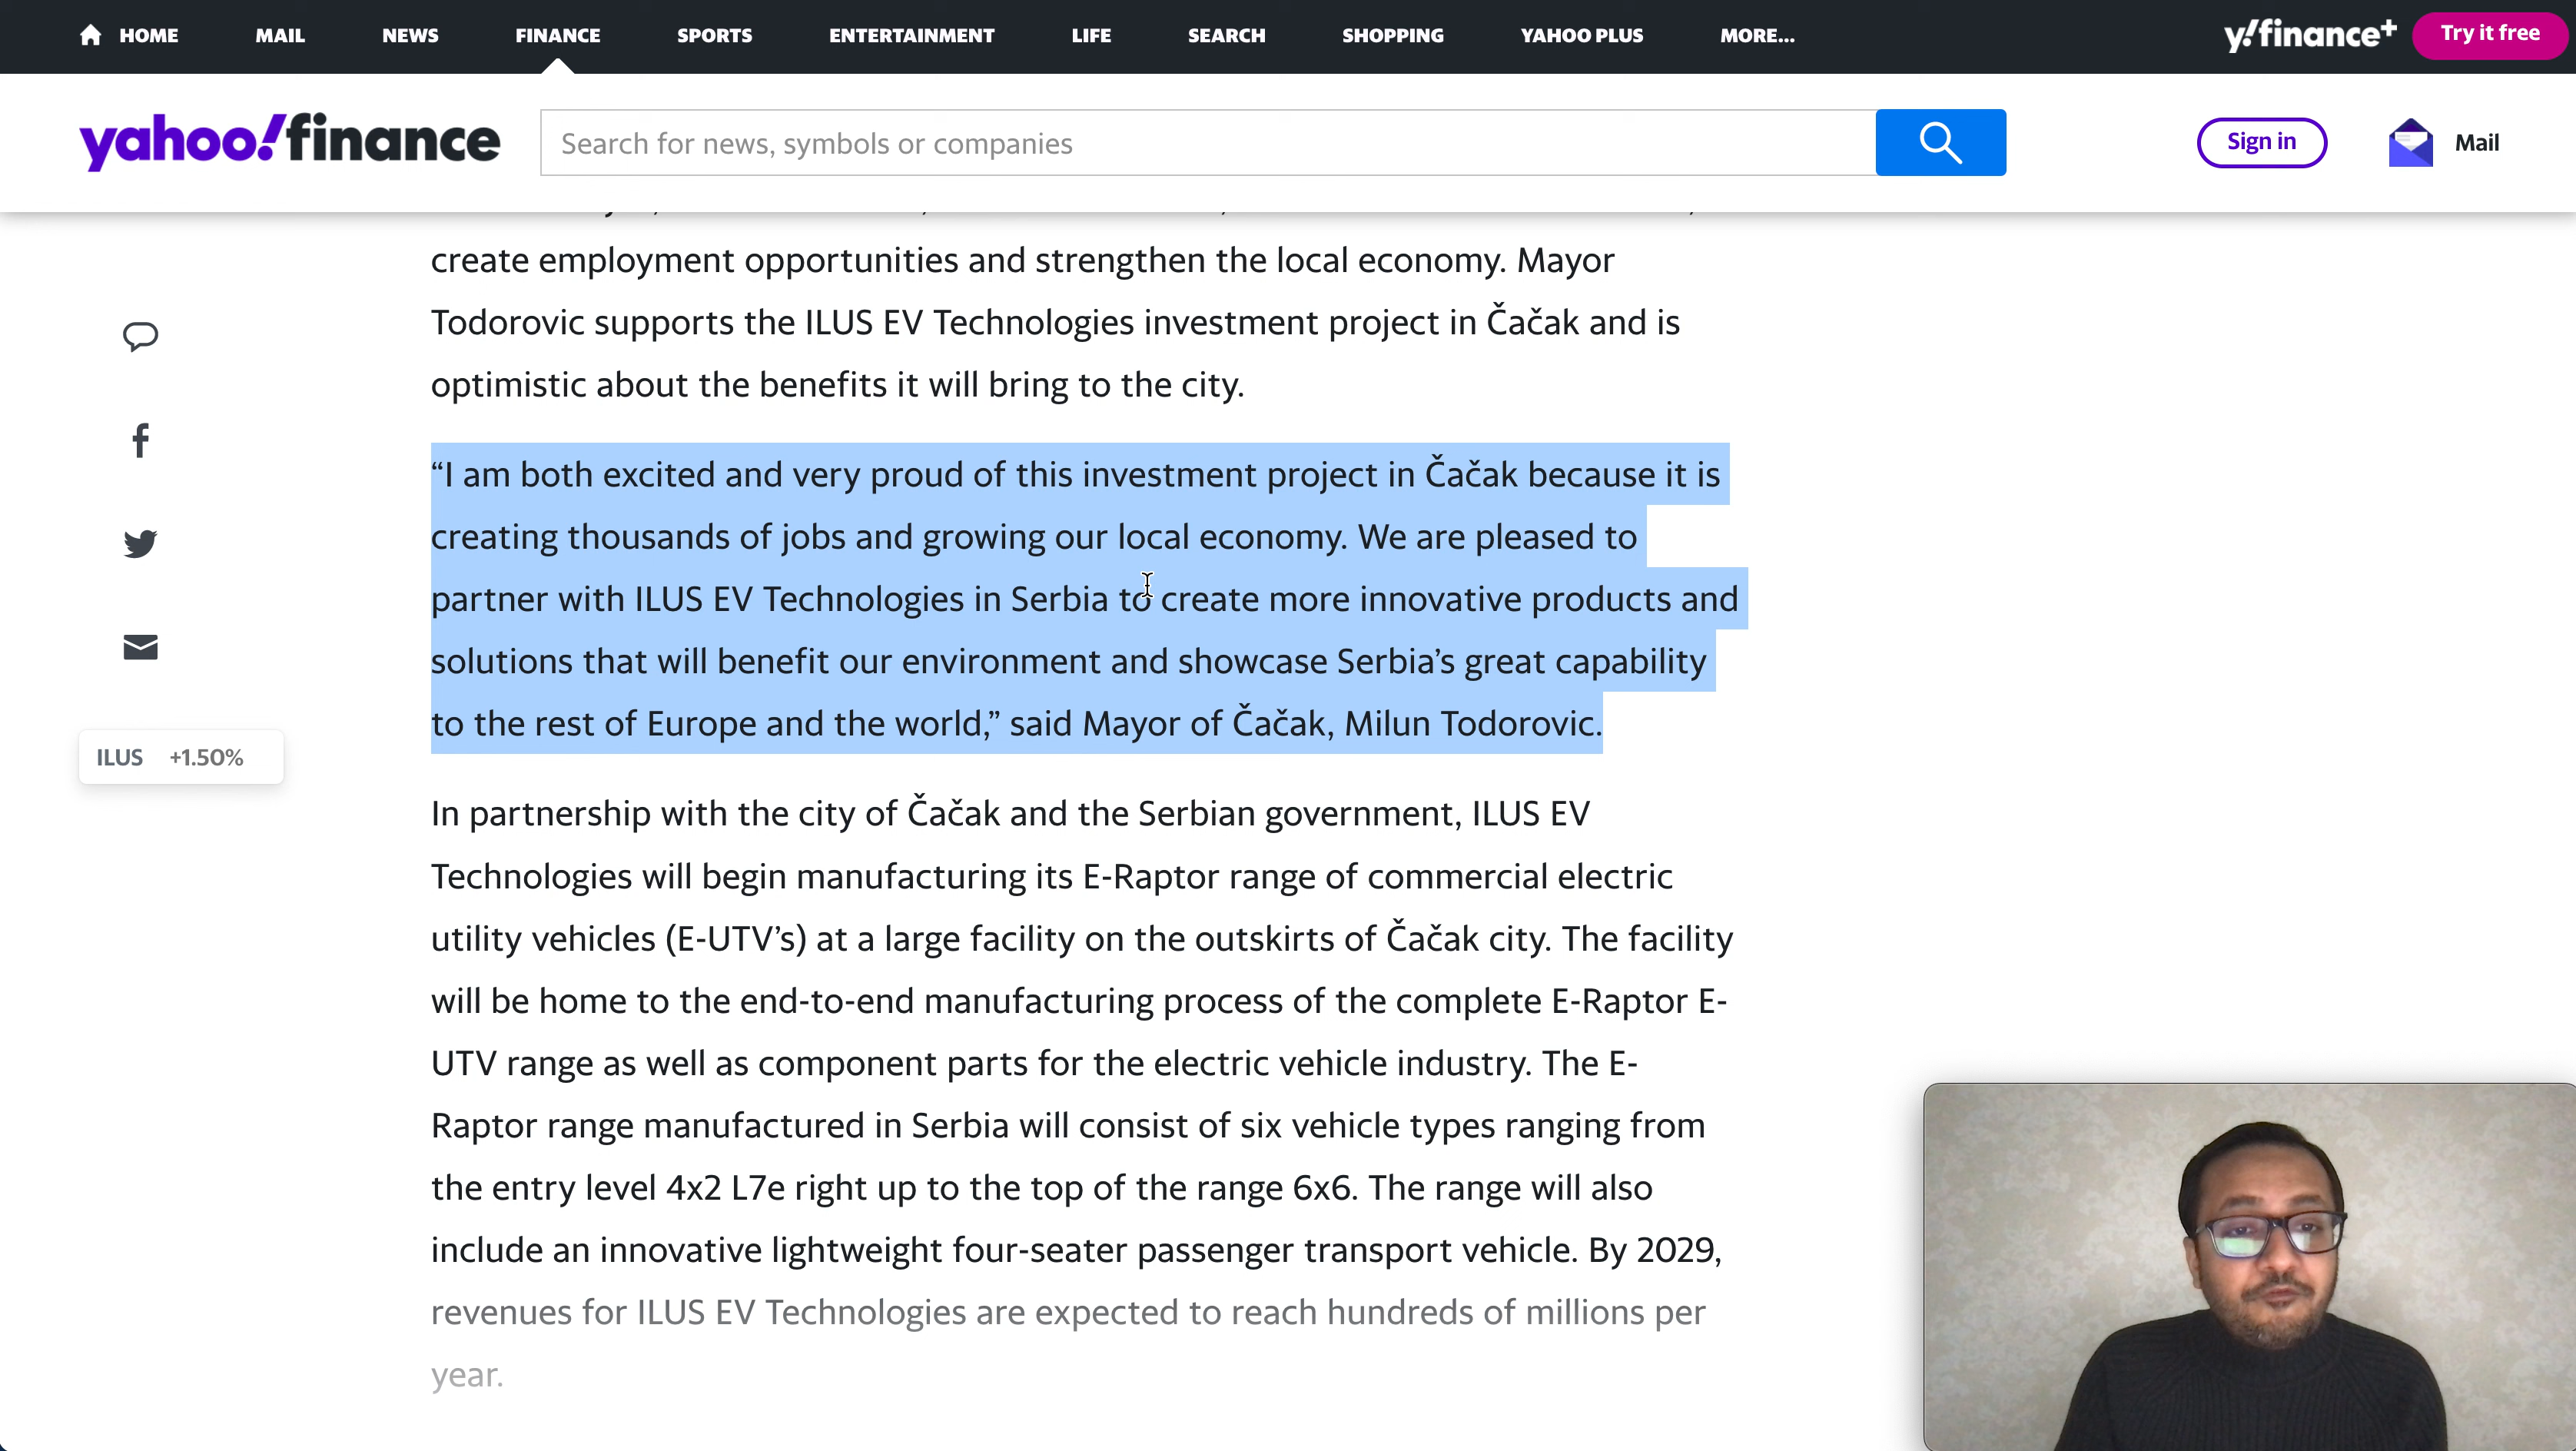 HOME MAIL NEWS FINANCE SPORTS ENTERTAINMENT LIFE SEARCH SHOPPING YAHOO PLUS MORE... y!finance+ Try it free
yahoo!finance Search for news, symbols or companies Sign in Mail
create employment opportunities and strengthen the local economy. Mayor
Todorovic supports the ILUS EV Technologies investment project in Čačak and is
optimistic about the benefits it will bring to the city.
“I am both excited and very proud of this investment project in Čačak because it is
creating thousands of jobs and growing our local economy. We are pleased to
partner with ILUS EV Technologies in Serbia to create more innovative products and
solutions that will benefit our environment and showcase Serbia’s great capability
to the rest of Europe and the world,” said Mayor of Čačak, Milun Todorovic.
ILUS +1.50%
In partnership with the city of Čačak and the Serbian government, ILUS EV
Technologies will begin manufacturing its E-Raptor range of commercial electric
utility vehicles (E-UTV’s) at a large facility on the outskirts of Čačak city. The facility
will be home to the end-to-end manufacturing process of the complete E-Raptor E-
UTV range as well as component parts for the electric vehicle industry. The E-
Raptor range manufactured in Serbia will consist of six vehicle types ranging from
the entry level 4x2 L7e right up to the top of the range 6x6. The range will also
include an innovative lightweight four-seater passenger transport vehicle. By 2029,
revenues for ILUS EV Technologies are expected to reach hundreds of millions per
year.